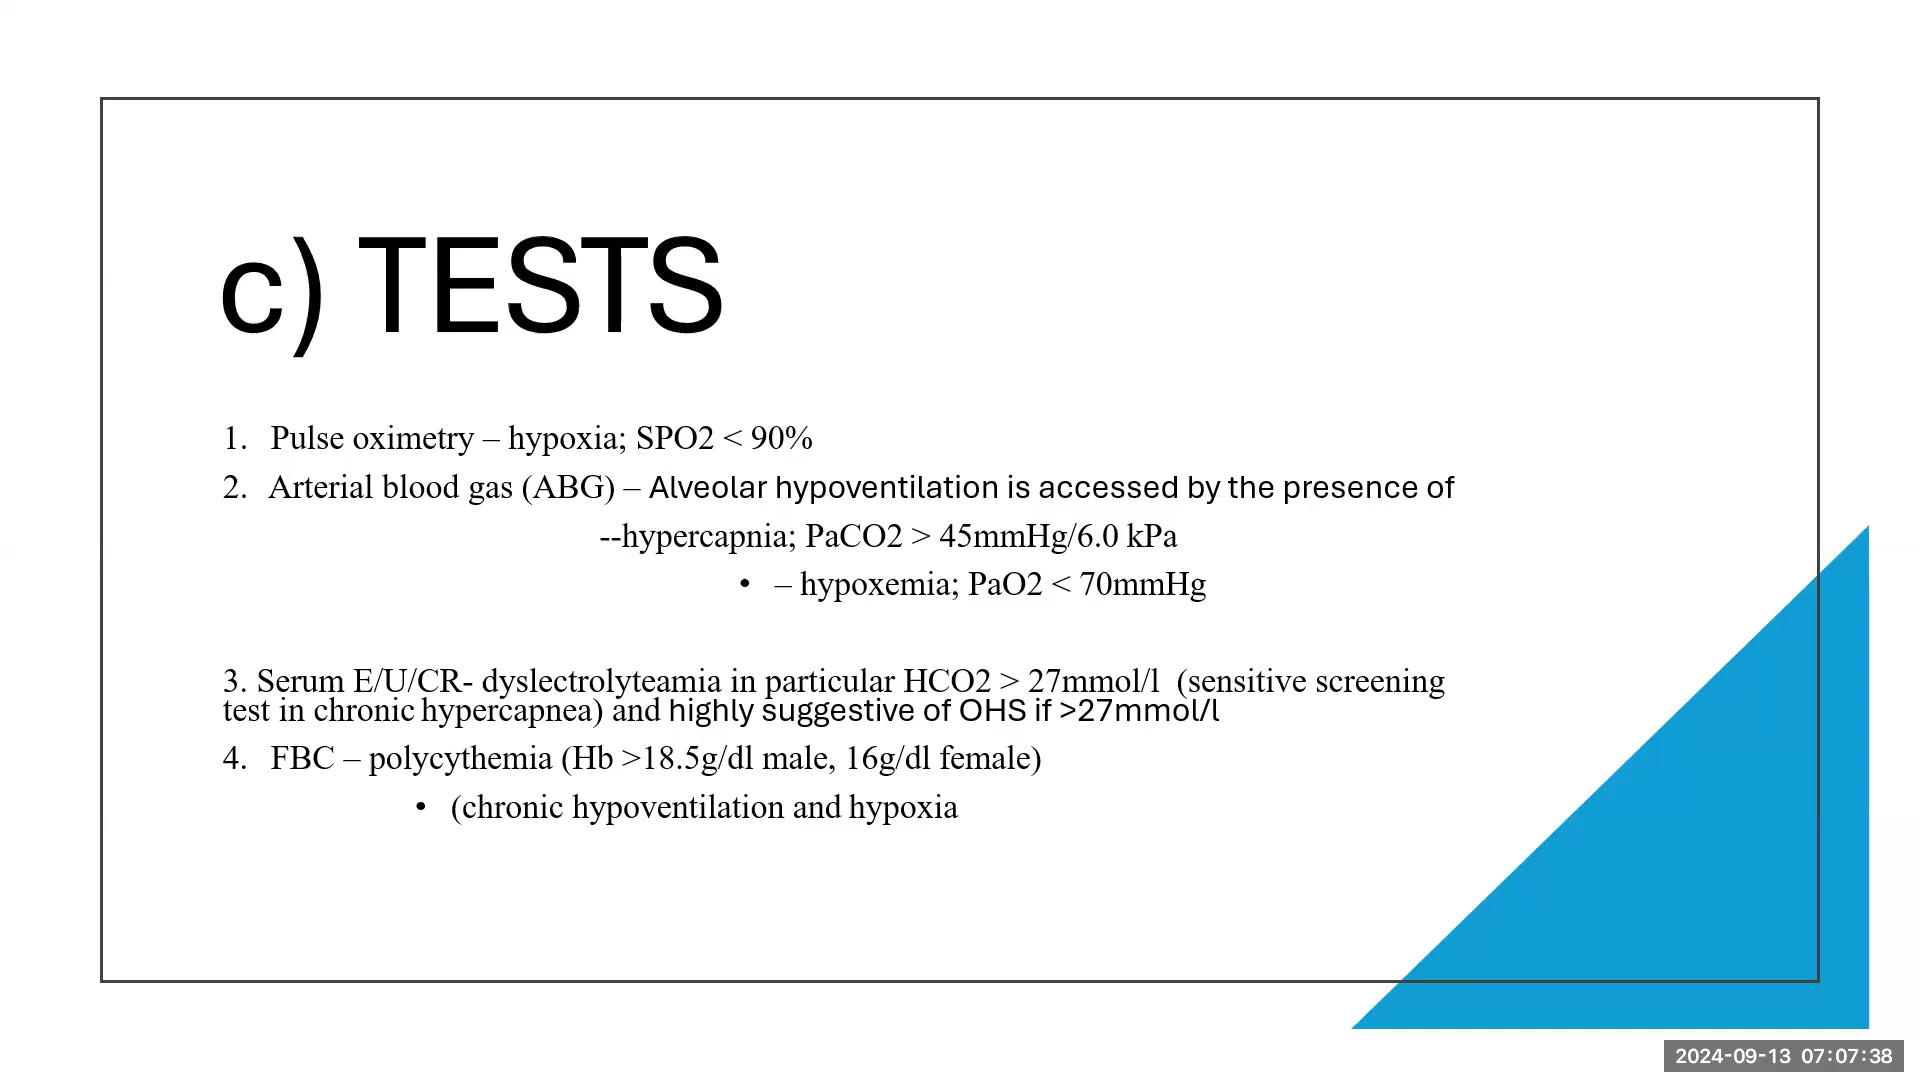 c) TESTS
1. Pulse oximetry – hypoxia; SPO2 < 90%
2. Arterial blood gas (ABG) – Alveolar hypoventilation is accessed by the presence of
--hypercapnia; PaCO2 > 45mmHg/6.0 kPa
• – hypoxemia; PaO2 < 70mmHg
3. Serum E/U/CR- dyslectrolyteamia in particular HCO2 > 27mmol/l (sensitive screening
test in chronic hypercapnea) and highly suggestive of OHS if >27mmol/l
4. FBC – polycythemia (Hb >18.5g/dl male, 16g/dl female)
• (chronic hypoventilation and hypoxia
2024-09-13 07:07:38